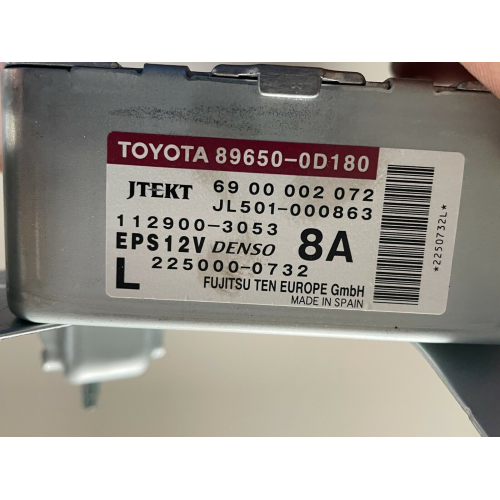 TOYOTA 89650-0D180
JTEKT 69 00 002 072
JL501-000863
112900-3053
EPS12V DENSO 8A
L 225000-0732
FUJITSU TEN EUROPE GmbH
MADE IN SPAIN
*2250732L*